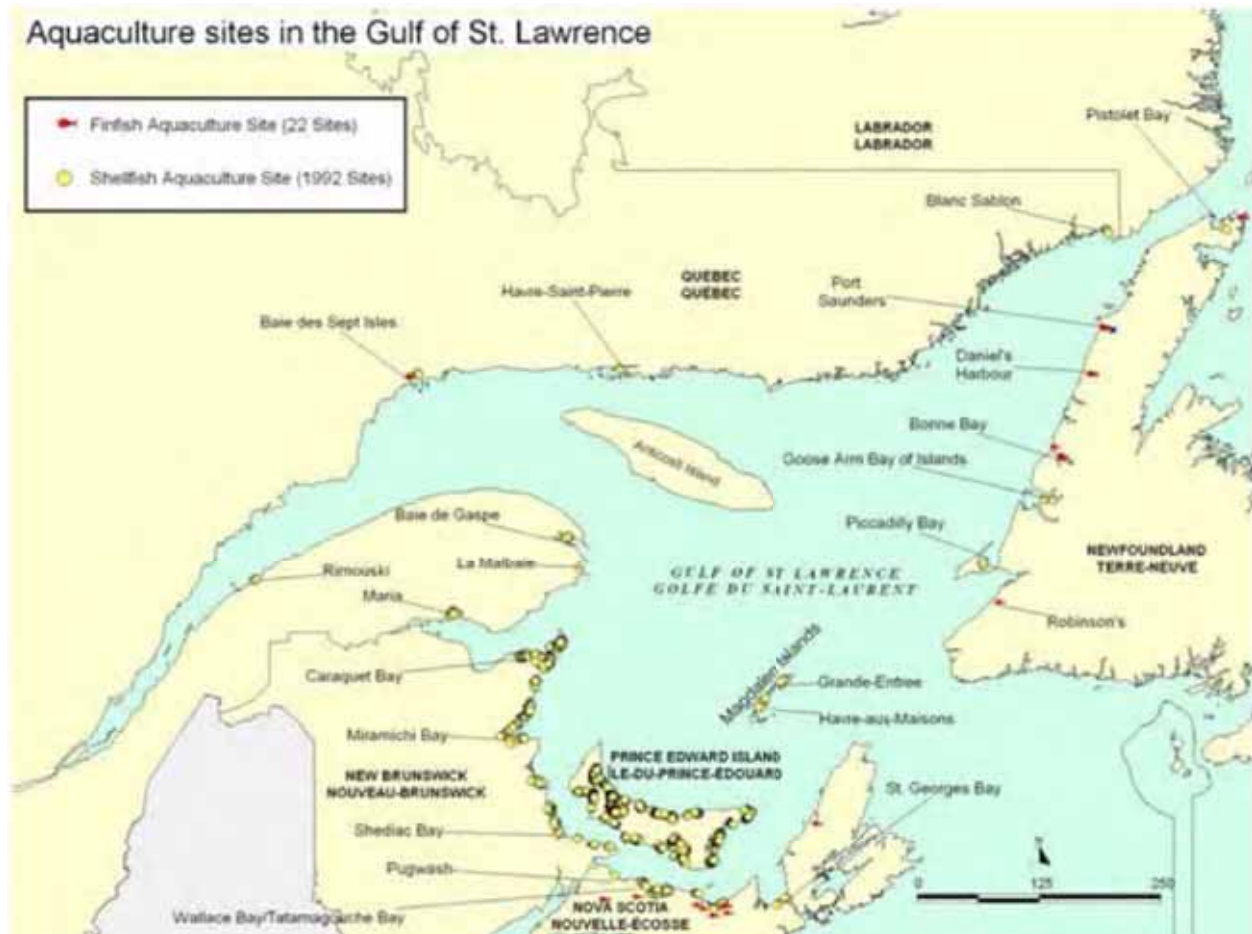 Aquaculture sites in the Gulf of St. Lawrence
Finfish Aquaculture Site (22 Sites)
Shellfish Aquaculture Site (1992 Sites)
Pistolet Bay
LABRADOR
LABRADOR
Blanc Sablon
QUEBEC
QUÉBEC
Port
Saunders
Havre-Saint-Pierre
Baie des Sept Isles
Daniel's
Harbour
Bonne Bay
Goose Arm Bay of Islands
Anticosti Island
Baie de Gaspe
Piccadilly Bay
NEWFOUNDLAND
TERRE-NEUVE
La Malbaie
GULF OF ST LAWRENCE
GOLFE DU SAINT-LAURENT
Rimouski
Maria
Robinson's
Caraquet Bay
Magdalen Islands
Grande-Entree
Havre-aus-Maisons
Miramichi Bay
PRINCE EDWARD ISLAND
ÎLE-DU-PRINCE-ÉDOUARD
NEW BRUNSWICK
NOUVEAU-BRUNSWICK
St. Georges Bay
Shediac Bay
Pugwash
N
0 125 250
Wallace Bay/Tatamagouche Bay
NOVA SCOTIA
NOUVELLE-ÉCOSSE